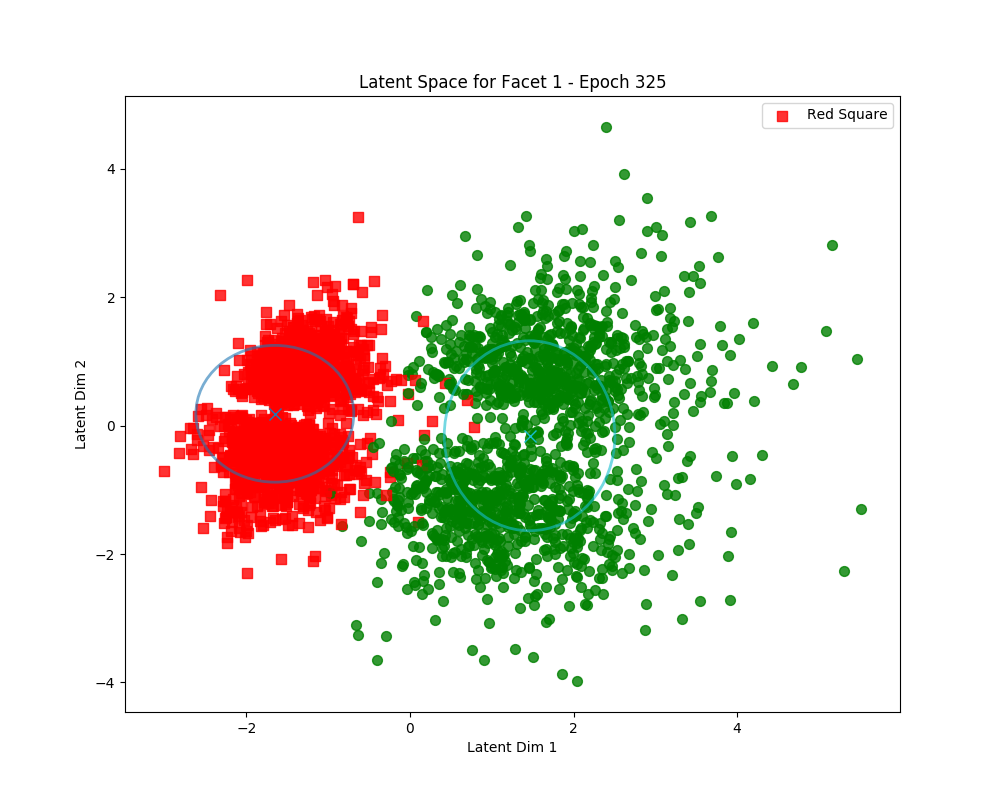 Latent Space for Facet 1 - Epoch 325
Red Square
4
2
0
−2
−4
Latent Dim 2
−2
0
2
4
Latent Dim 1